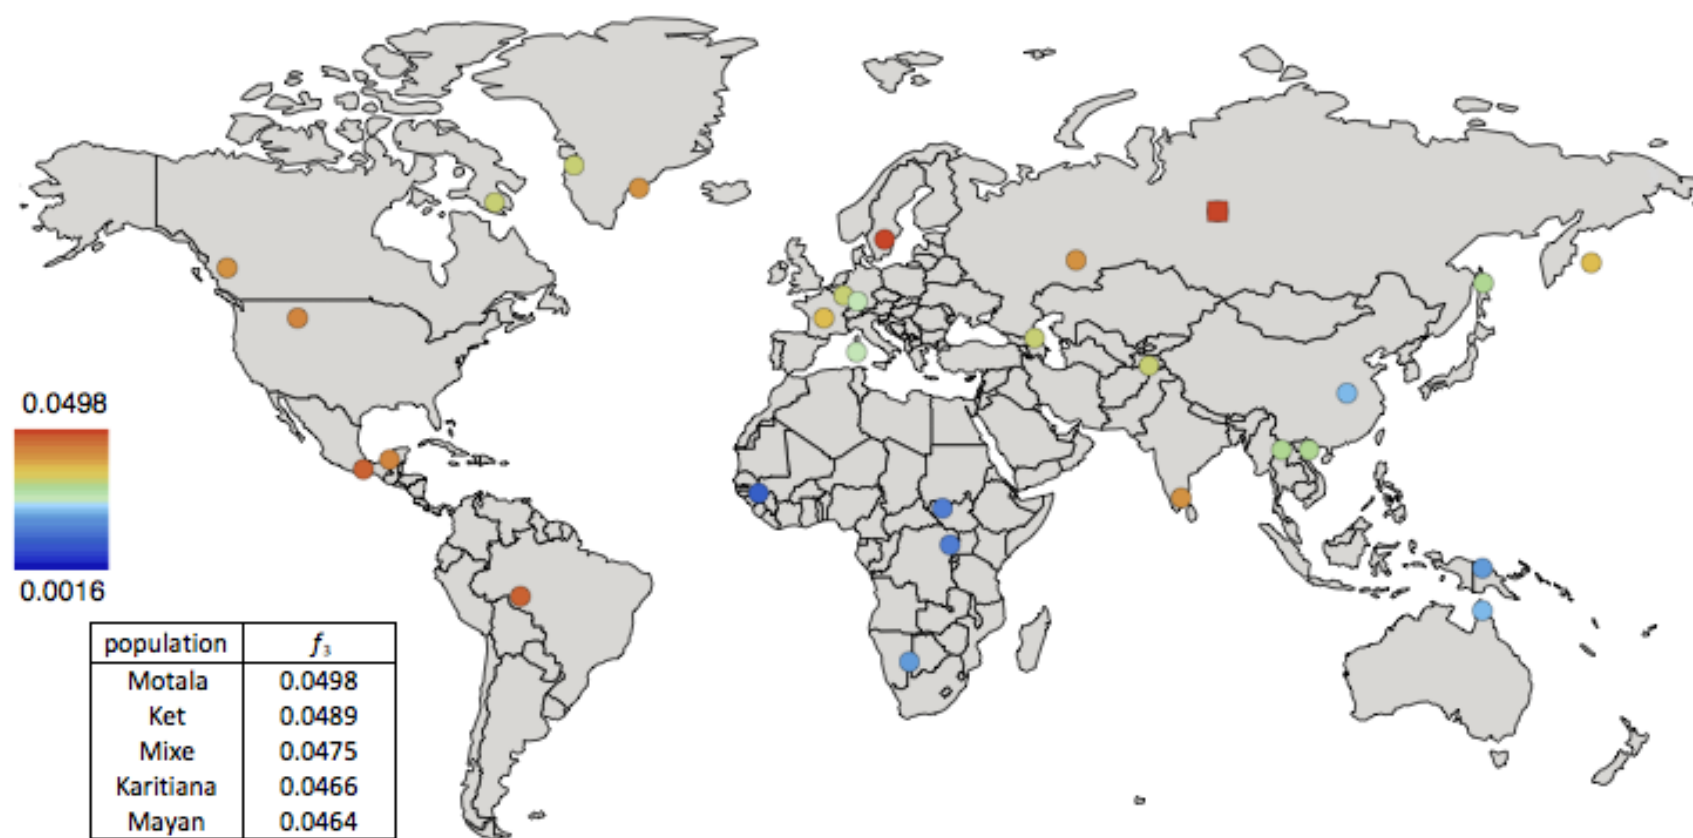 0.0498
0.0016
population f₃
Motala 0.0498
Ket 0.0489
Mixe 0.0475
Karitiana 0.0466
Mayan 0.0464